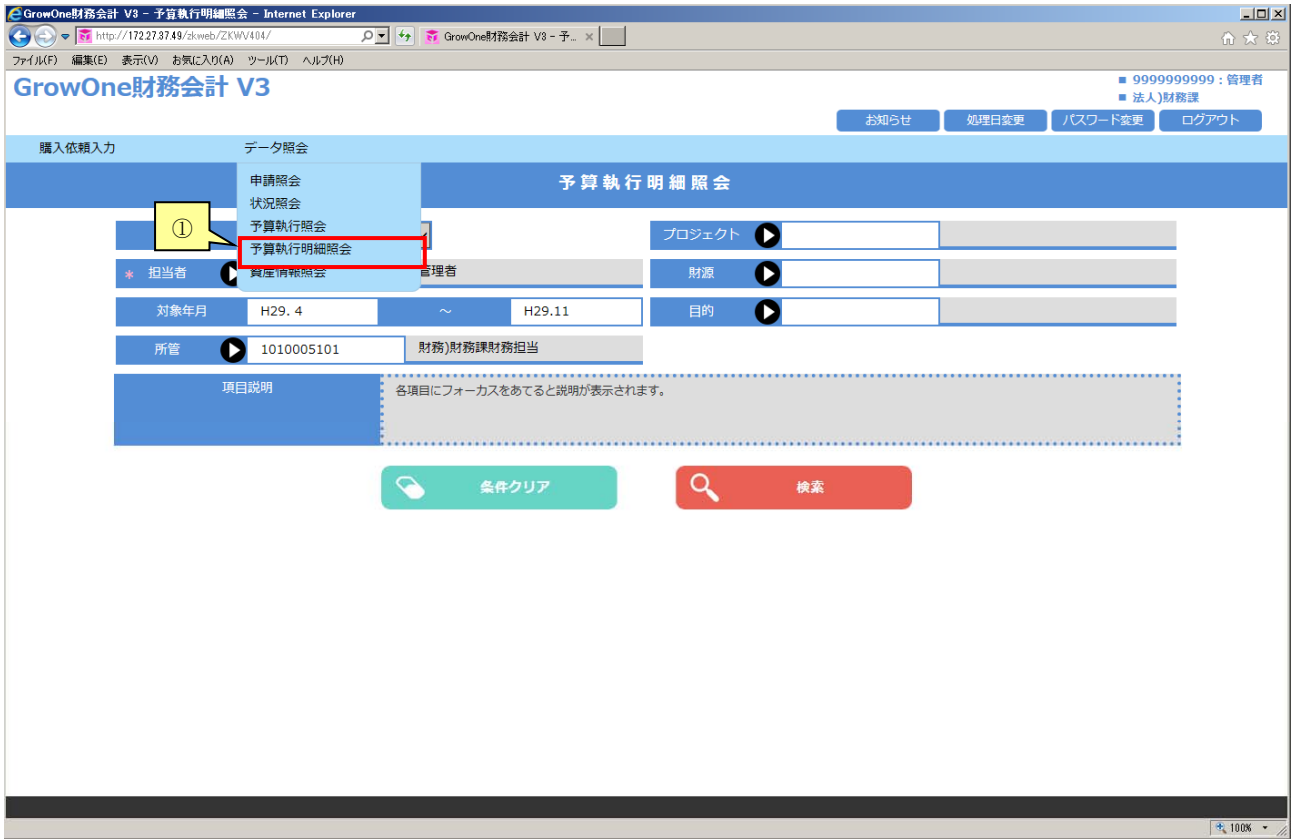 GrowOne財務会計 V3 - 予算執行明細照会 - Internet Explorer
http://172.27.37.49/zkweb/ZKWV404/
GrowOne財務会計 V3 - 予...
ファイル(F) 編集(E) 表示(V) お気に入り(A) ツール(T) ヘルプ(H)
GrowOne財務会計 V3
■ 9999999999：管理者
■ 法人)財務課
お知らせ 処理日変更 パスワード変更 ログアウト
購入依頼入力 データ照会
予算執行明細照会
申請照会
状況照会
予算執行照会
予算執行明細照会
資産情報照会
①
プロジェクト
* 担当者 管理者 財源
対象年月 H29. 4 ～ H29.11 目的
所管 1010005101 財務)財務課財務担当
項目説明 各項目にフォーカスをあてると説明が表示されます。
条件クリア 検索
100%